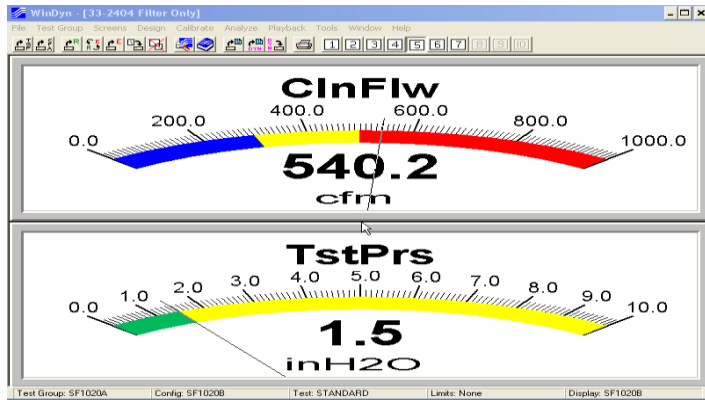 WinDyn - [33-2404 Filter Only]
File Test Group Screens Design Calibrate Analyze Playback Tools Window Help
1 2 3 4 5 6 7 8 9 10
ClnFlw
0.0 200.0 400.0 600.0 800.0 1000.0
540.2
cfm
TstPrs
0.0 1.0 2.0 3.0 4.0 5.0 6.0 7.0 8.0 9.0 10.0
1.5
inH2O
Test Group: SF1020A Config: SF1020B Test: STANDARD Limits: None Display: SF1020B